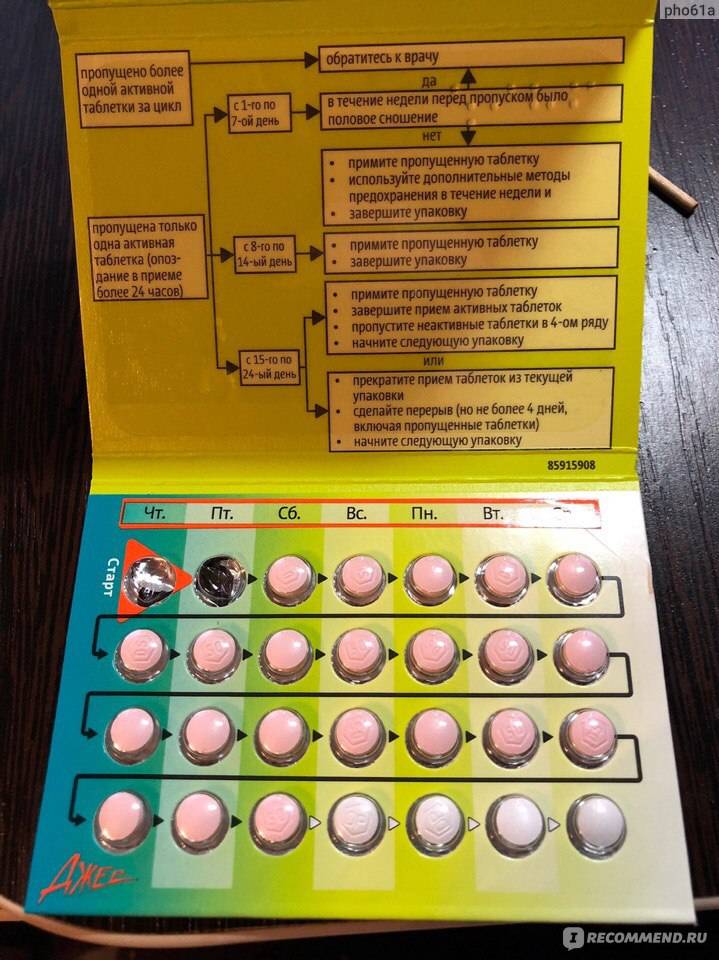 pho61a
пропущено более
одной активной
таблетки за цикл
обратитесь к врачу
да
с 1-го по
7-ой день
в течение недели перед пропуском было
половое сношение
нет
• примите пропущенную таблетку
• используйте дополнительные методы
предохранения в течение недели и
• завершите упаковку
пропущена только
одна активная
таблетка (опоз-
дание в приеме
более 24 часов)
с 8-го по
14-ый день
• примите пропущенную таблетку
• завершите упаковку
с 15-го по
24-ый день
• примите пропущенную таблетку
• завершите прием активных таблеток
• пропустите неактивные таблетки в 4-ом ряду
• начните следующую упаковку
или
• прекратите прием таблеток из текущей
упаковки
• сделайте перерыв (но не более 4 дней,
включая пропущенные таблетки)
• начните следующую упаковку
85915908
Чт. Пт. Сб. Вс. Пн. Вт.
Старт
Джес
IRECOMMEND.RU